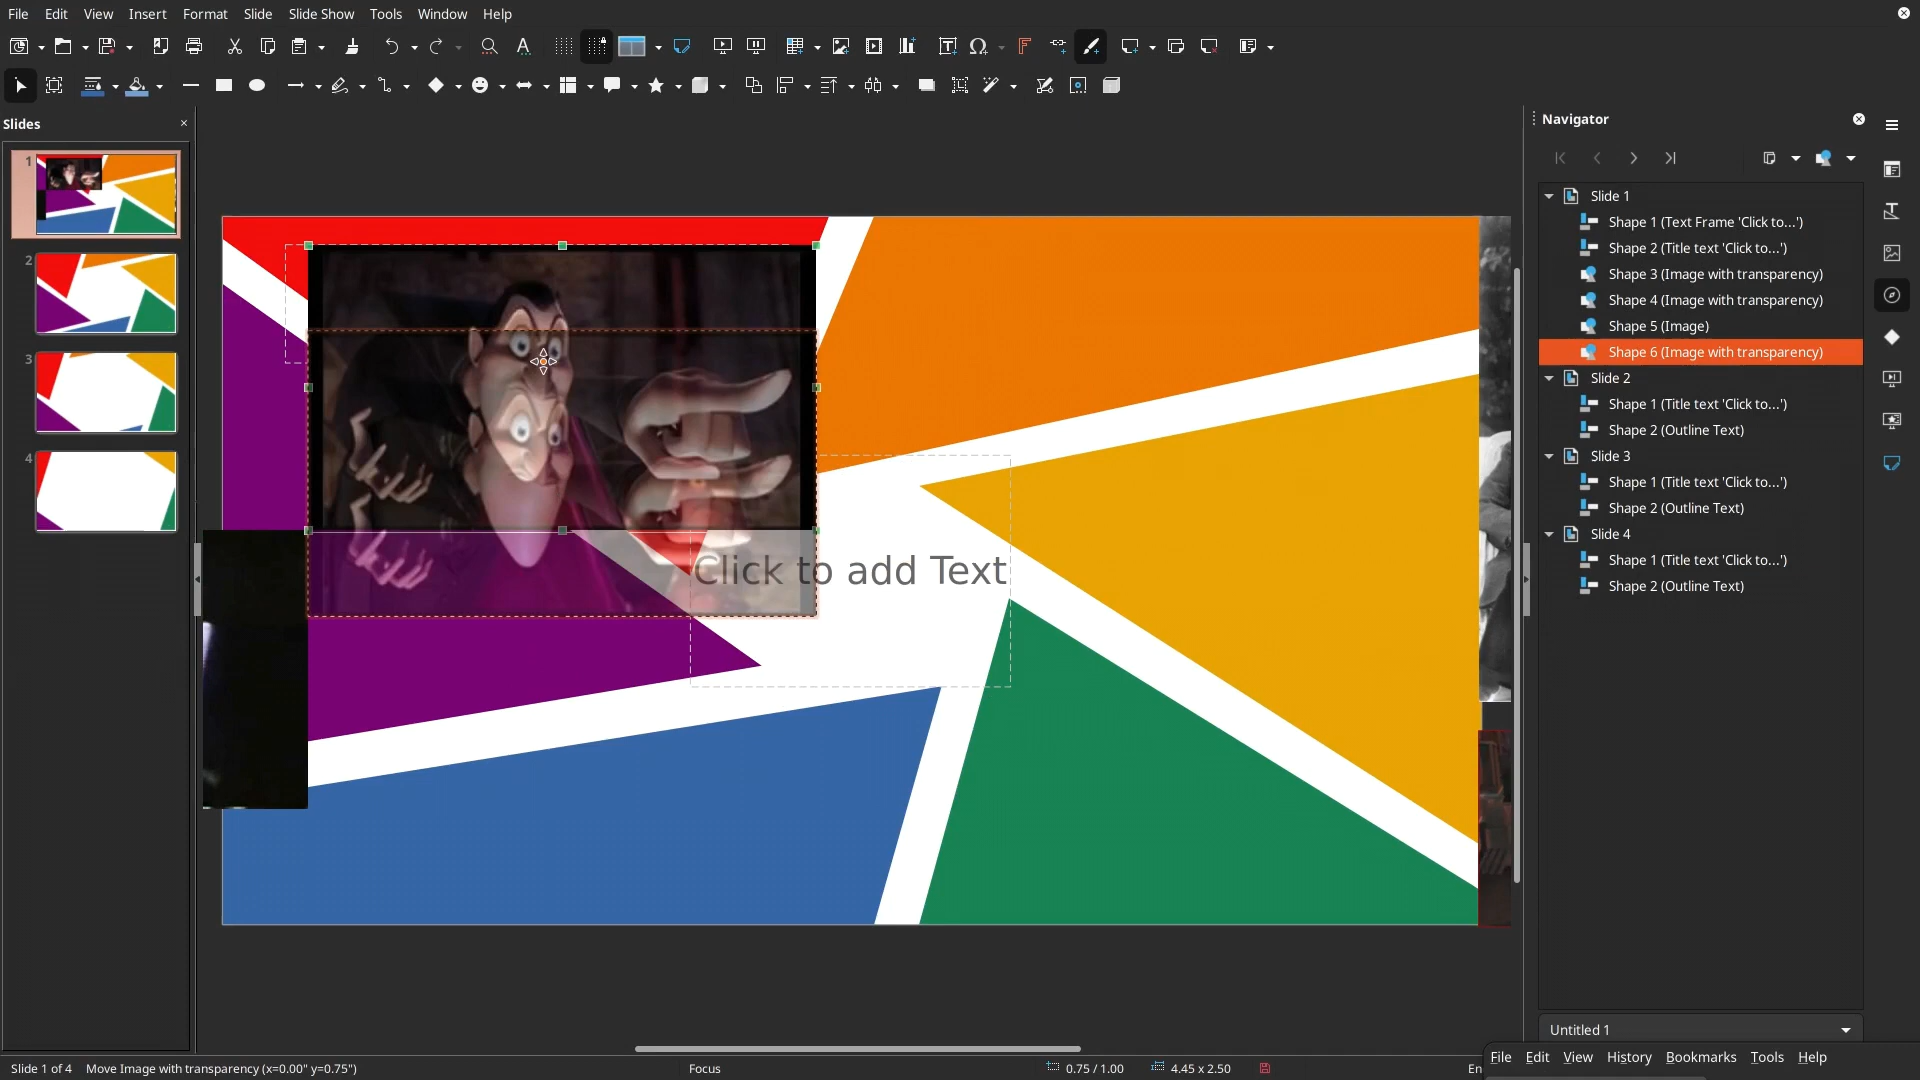 File Edit View Insert Format Slide Slide Show Tools Window Help
Slides
1
2
3
4
Click to add Text
Navigator
Slide 1
Shape 1 (Text Frame 'Click to...')
Shape 2 (Title text 'Click to...')
Shape 3 (Image with transparency)
Shape 4 (Image with transparency)
Shape 5 (Image)
Shape 6 (Image with transparency)
Slide 2
Shape 1 (Title text 'Click to...')
Shape 2 (Outline Text)
Slide 3
Shape 1 (Title text 'Click to...')
Shape 2 (Outline Text)
Slide 4
Shape 1 (Title text 'Click to...')
Shape 2 (Outline Text)
Untitled 1
File Edit View History Bookmarks Tools Help
Slide 1 of 4 Move Image with transparency (x=0.00" y=0.75") Focus 0.75 / 1.00 4.45 x 2.50 En